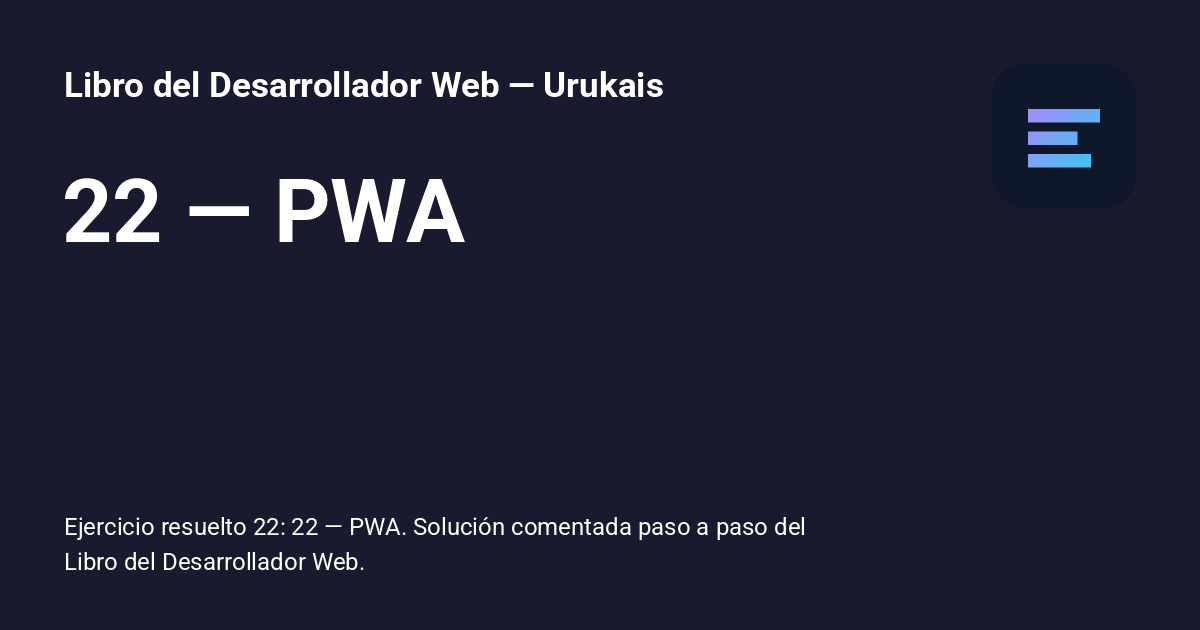 Libro del Desarrollador Web — Urukais
22 — PWA
Ejercicio resuelto 22: 22 — PWA. Solución comentada paso a paso del
Libro del Desarrollador Web.